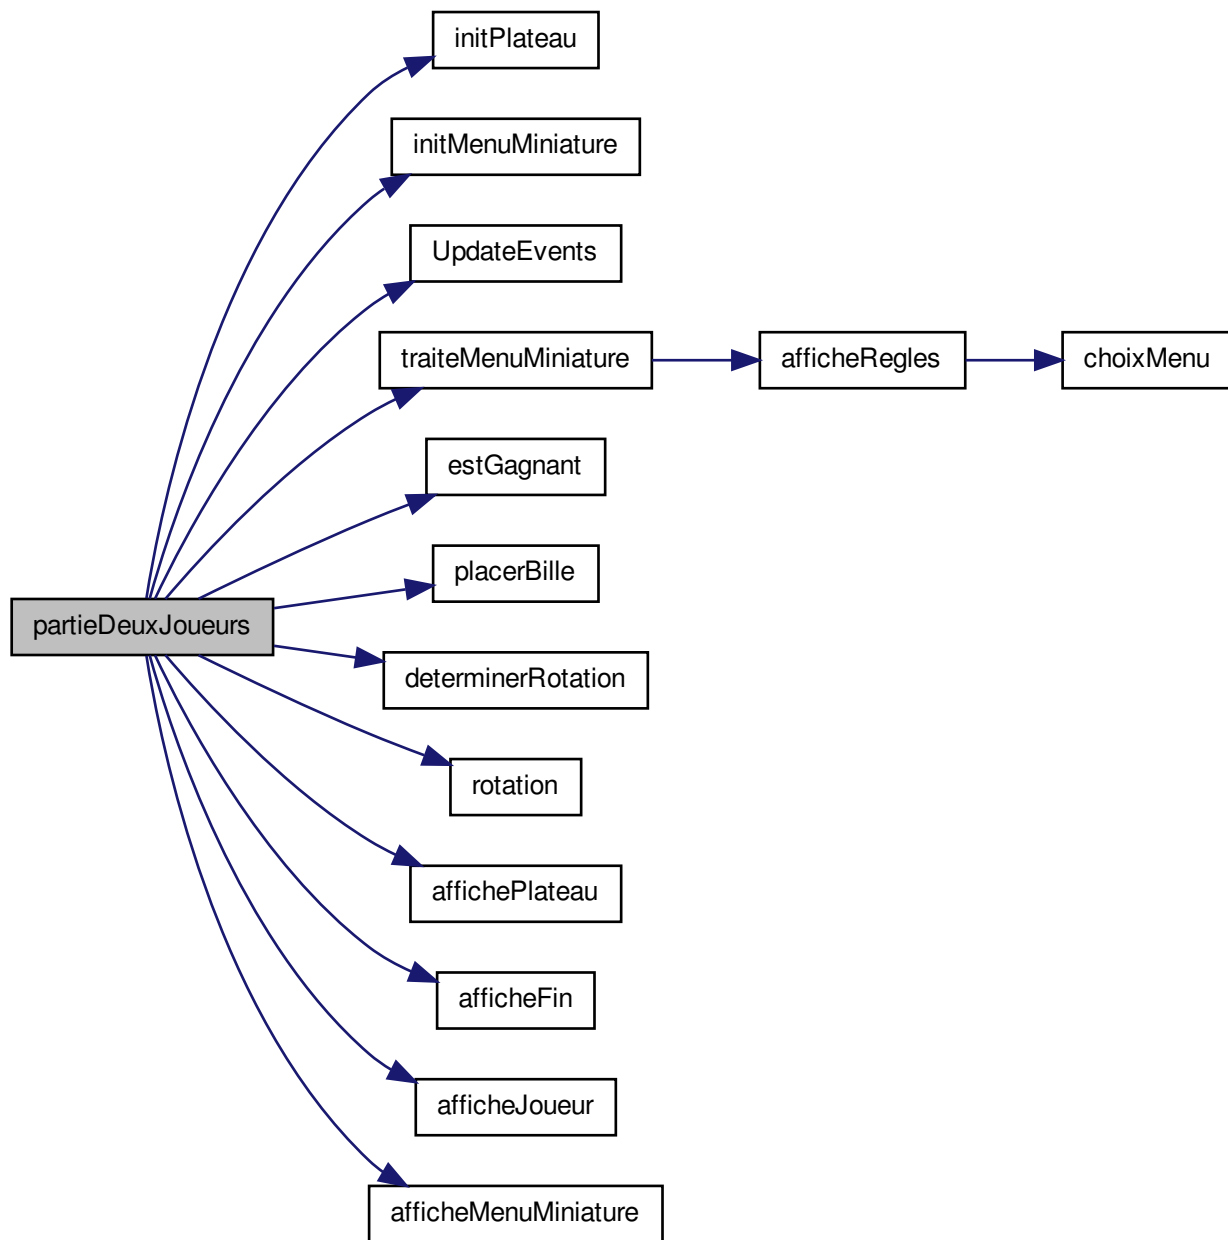 initPlateau
initMenuMiniature
UpdateEvents
traiteMenuMiniature
afficheRegles
choixMenu
estGagnant
placerBille
partieDeuxJoueurs
determinerRotation
rotation
affichePlateau
afficheFin
afficheJoueur
afficheMenuMiniature